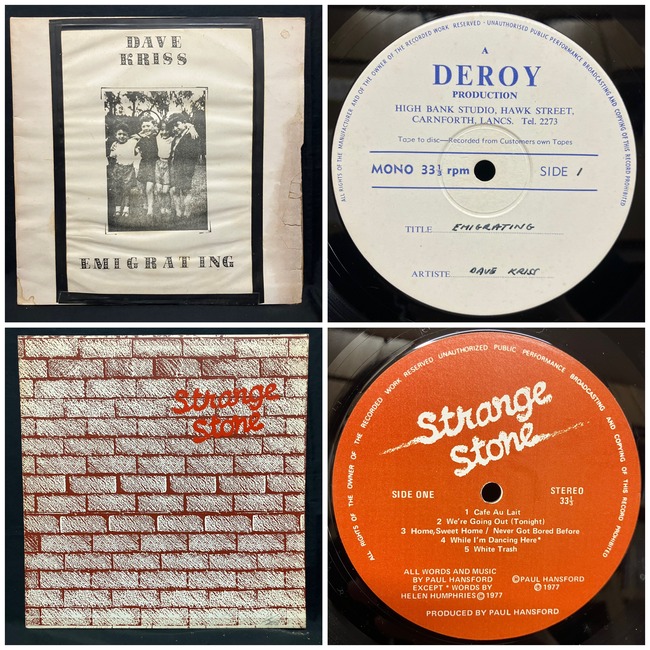 DAVE
KRISS
EMIGRATING
ALL RIGHTS OF THE MANUFACTURER AND OF THE OWNER OF THE RECORDED WORK RESERVED - UNAUTHORISED PUBLIC PERFORMANCE BROADCASTING AND COPYING OF THIS RECORD PROHIBITED
A
DEROY
PRODUCTION
HIGH BANK STUDIO, HAWK STREET,
CARNFORTH, LANCS. Tel. 2273
Tape to disc—Recorded from Customers own Tapes
MONO 33⅓ rpm SIDE 1
TITLE EMIGRATING
ARTISTE DAVE KRISS
Strange
Stone
ALL RIGHTS OF THE OWNER OF THE RECORDED WORK RESERVED UNAUTHORIZED PUBLIC PERFORMANCE BROADCASTING AND COPYING OF THIS RECORD PROHIBITED
Strange
Stone
SIDE ONE STEREO
33⅓
1 Cafe Au Lait
2 We're Going Out (Tonight)
3 Home,Sweet Home / Never Got Bored Before
4 While I'm Dancing Here*
5 White Trash
ALL WORDS AND MUSIC
BY PAUL HANSFORD ©PAUL HANSFORD
EXCEPT * WORDS BY ©1977
HELEN HUMPHRIES©1977
PRODUCED BY PAUL HANSFORD